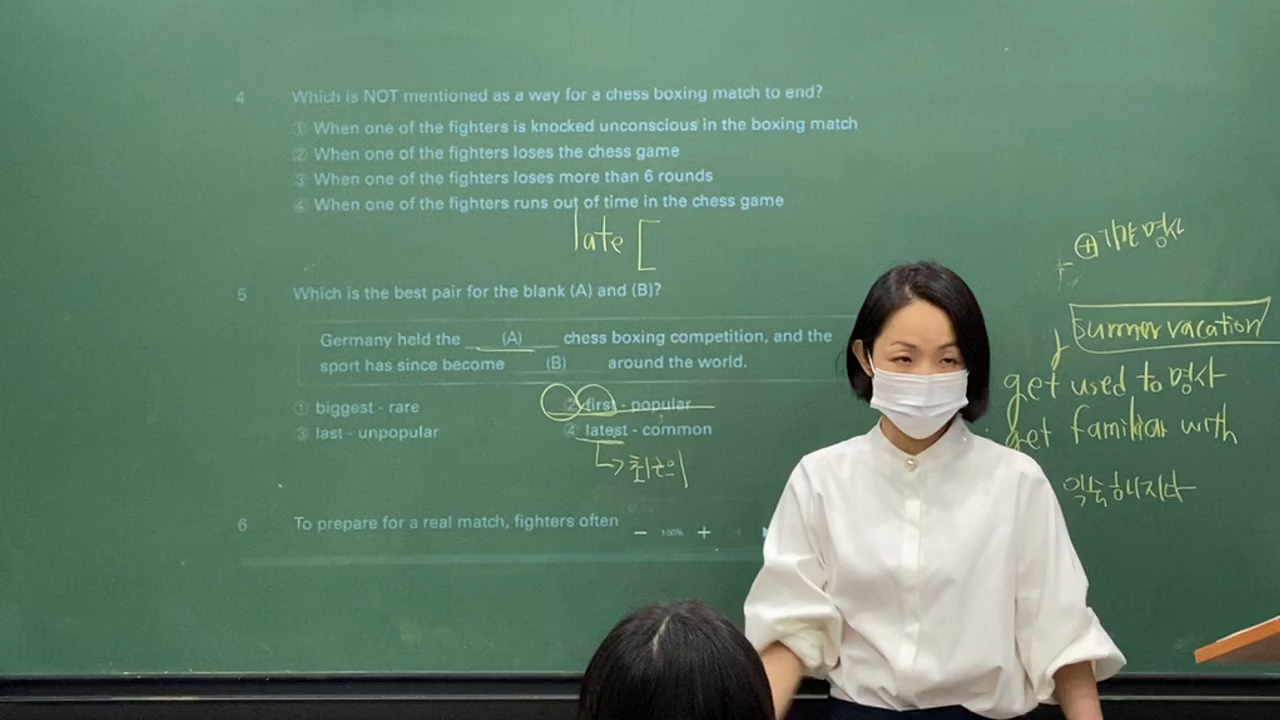 4 Which is NOT mentioned as a way for a chess boxing match to end?
① When one of the fighters is knocked unconscious in the boxing match
② When one of the fighters loses the chess game
③ When one of the fighters loses more than 6 rounds
④ When one of the fighters runs out of time in the chess game
late [
5 Which is the best pair for the blank (A) and (B)?
Germany held the (A) chess boxing competition, and the
sport has since become (B) around the world.
① biggest - rare ② first - popular
③ last - unpopular ④ latest - common
↳ 최근의
6 To prepare for a real match, fighters often
− 100% +
⊕ 기간 명사
summer vacation
get used to 명사
get familiar with
익숙해지다